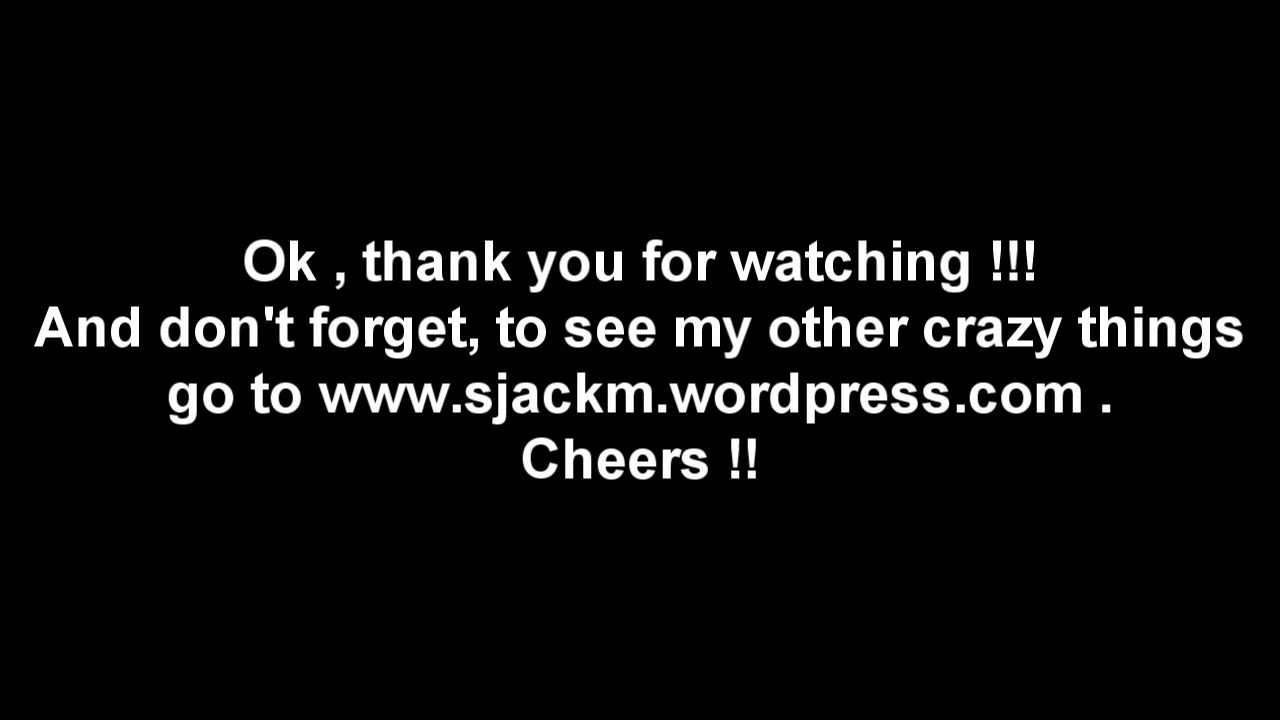 Ok , thank you for watching !!!
And don't forget, to see my other crazy things
go to www.sjackm.wordpress.com .
Cheers !!